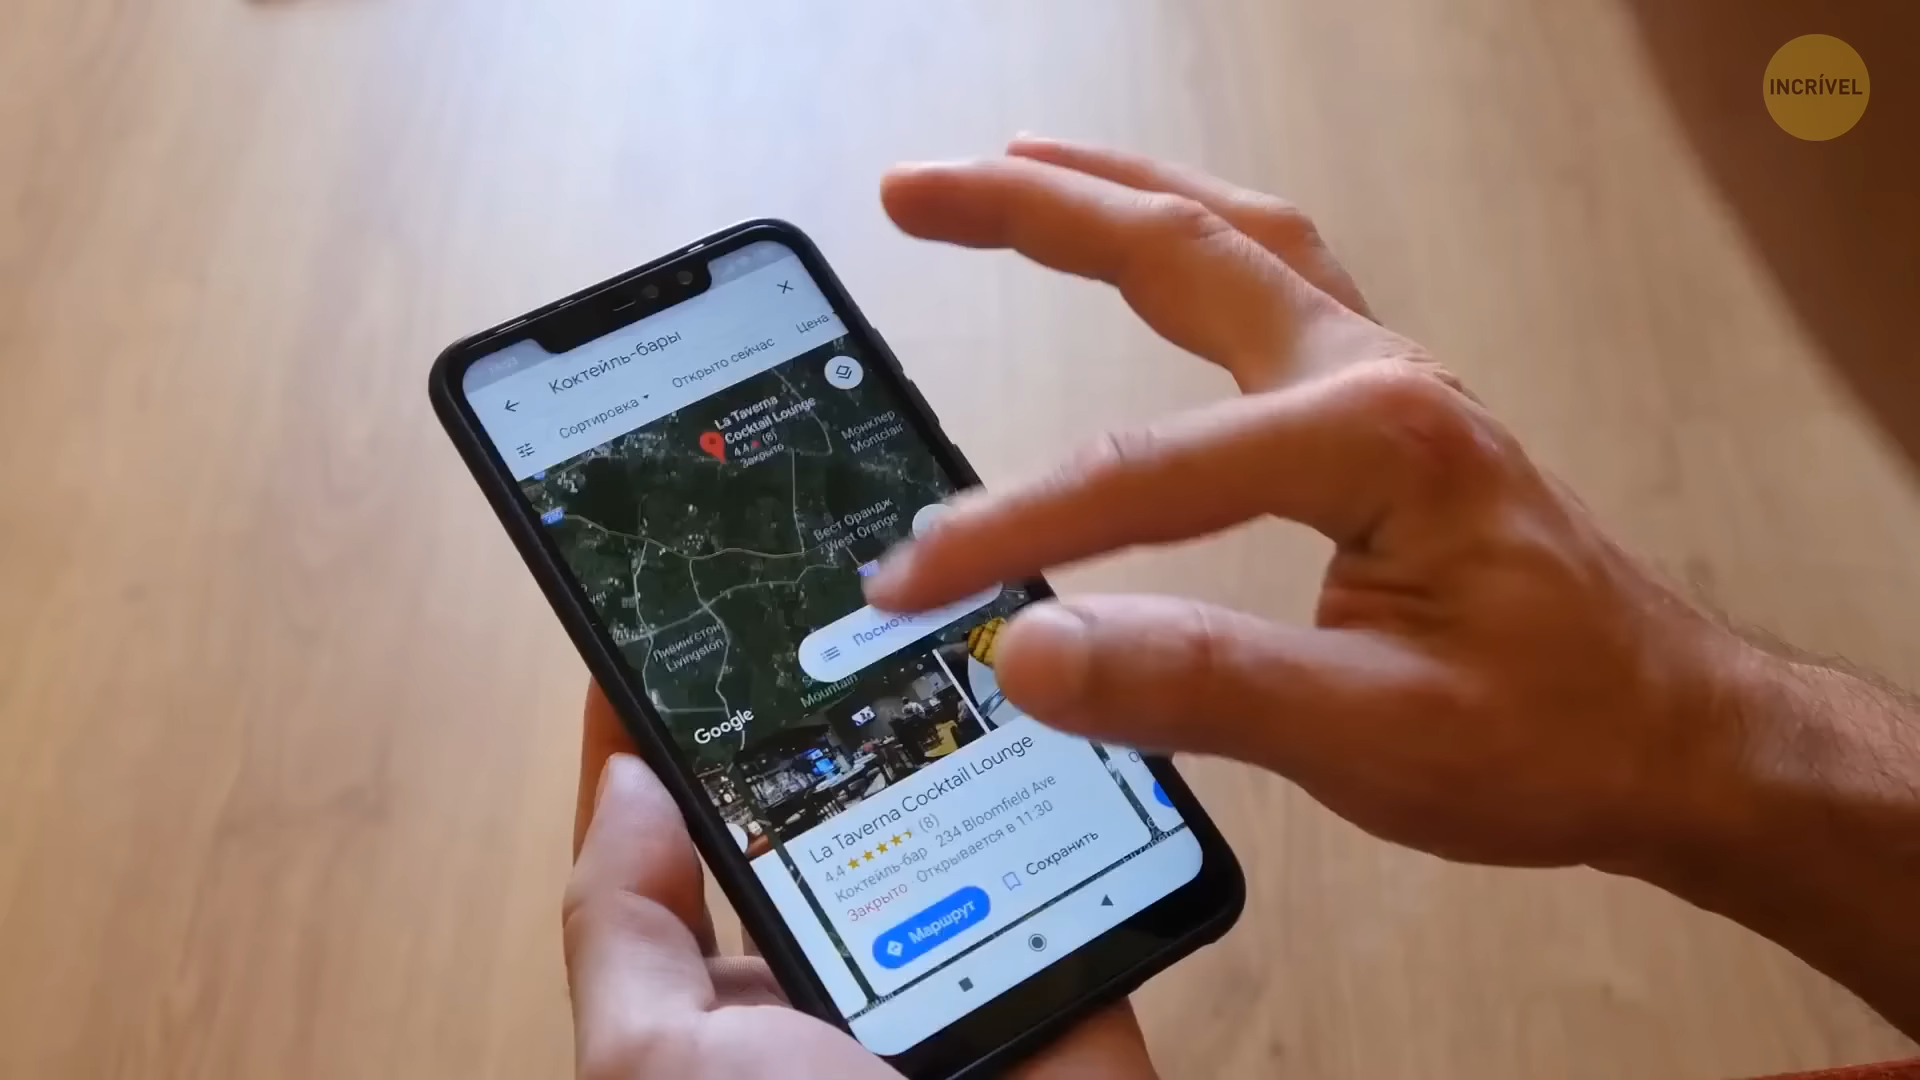 INCRÍVEL
Коктейль-бары
Сортировка
Открыто сейчас
Цена
La Taverna
Cocktail Lounge
4,4 (8)
Закрыто
Монклер
Montclair
Вест Орандж
West Orange
Ливингстон
Livingston
Mountain
Google
La Taverna Cocktail Lounge
4,4 (8)
Коктейль-бар 234 Bloomfield Ave
Закрыто · Открывается в 11:30
Маршрут
Сохранить